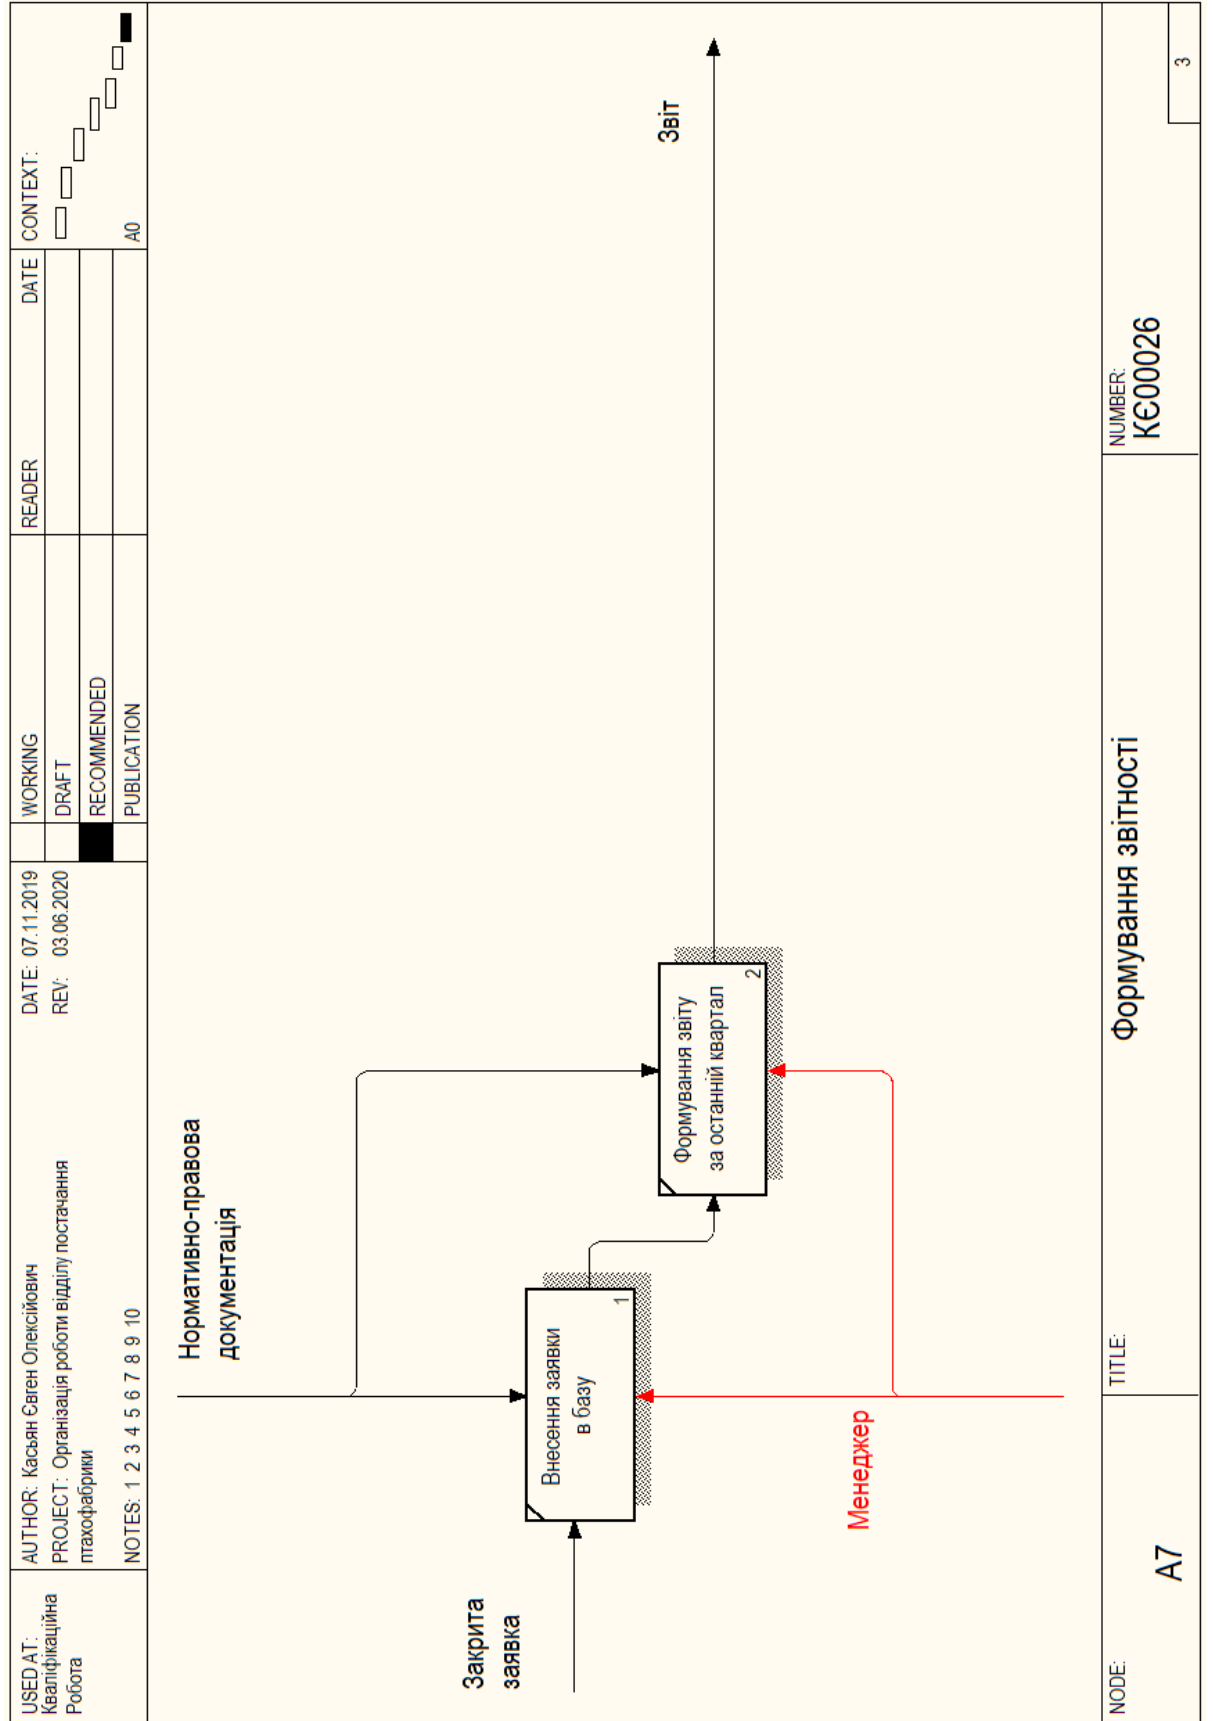 USED AT:
Кваліфікаційна
Робота
AUTHOR: Касьян Євген Олексійович
PROJECT: Організація роботи відділу постачання
птахофабрики
NOTES: 1 2 3 4 5 6 7 8 9 10
DATE: 07.11.2019
REV: 03.06.2020
WORKING
DRAFT
RECOMMENDED
PUBLICATION
READER
DATE
CONTEXT:
A0
Нормативно-правова
документація
Закрита
заявка
Внесення заявки
в базу
1
Формування звіту
за останній квартал
2
Звіт
Менеджер
NODE:
A7
TITLE:
Формування звітності
NUMBER:
КЄ00026
3